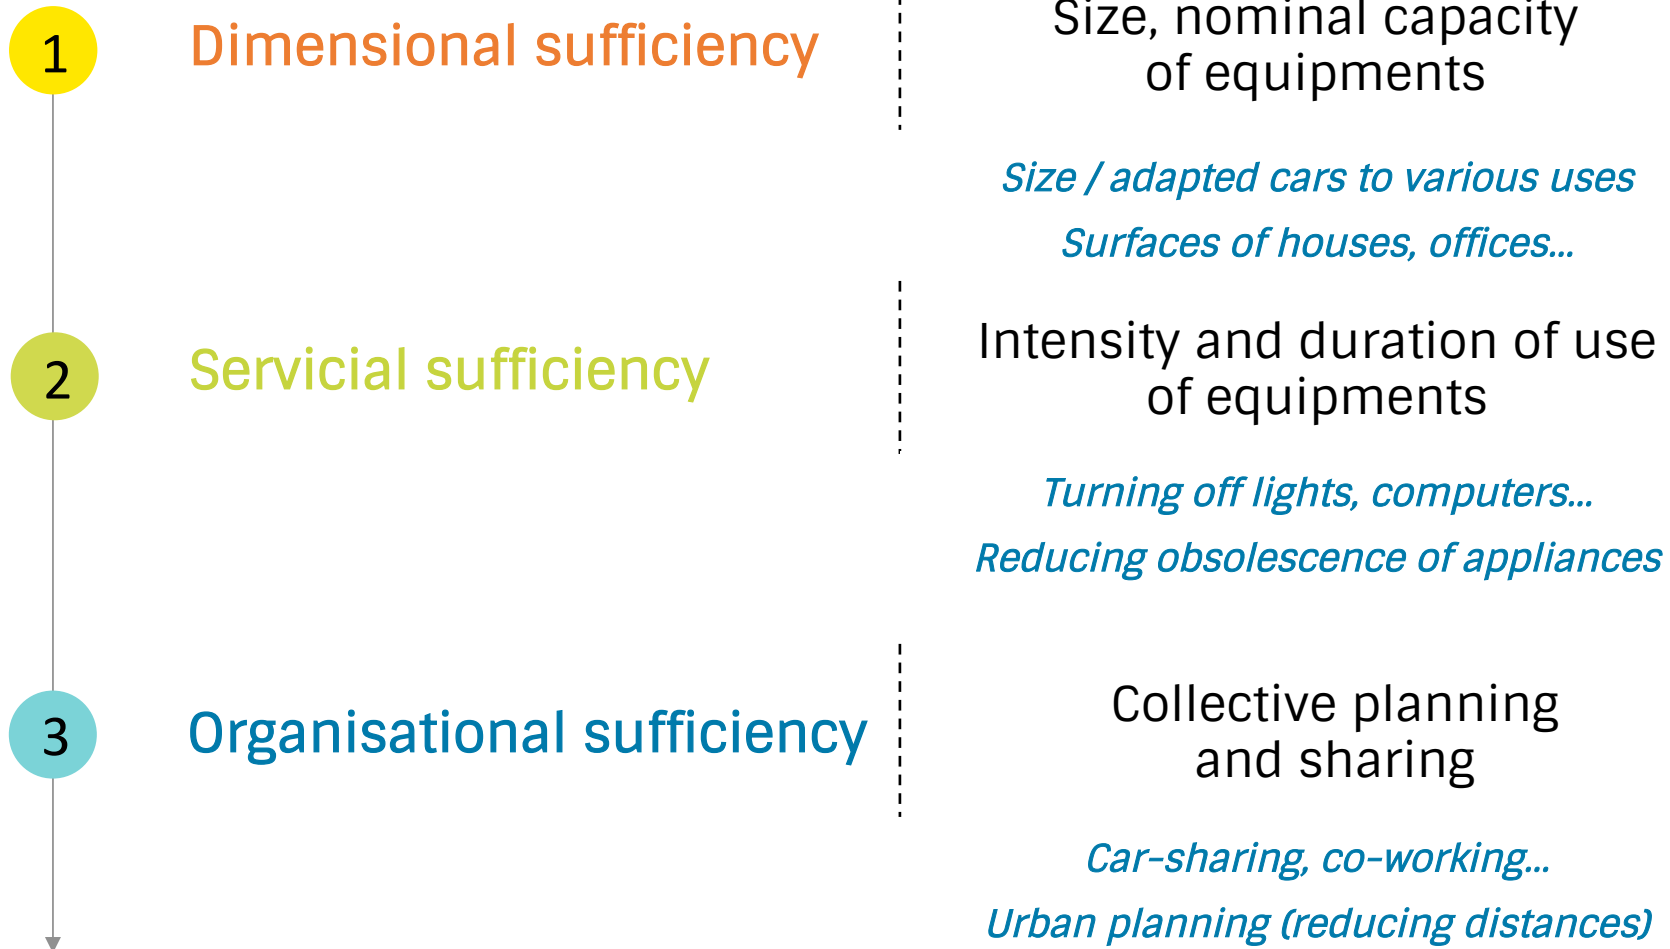 1
Dimensional sufficiency
Size, nominal capacity
of equipments
Size / adapted cars to various uses
Surfaces of houses, offices...
2
Servicial sufficiency
Intensity and duration of use
of equipments
Turning off lights, computers...
Reducing obsolescence of appliances
3
Organisational sufficiency
Collective planning
and sharing
Car-sharing, co-working...
Urban planning (reducing distances)